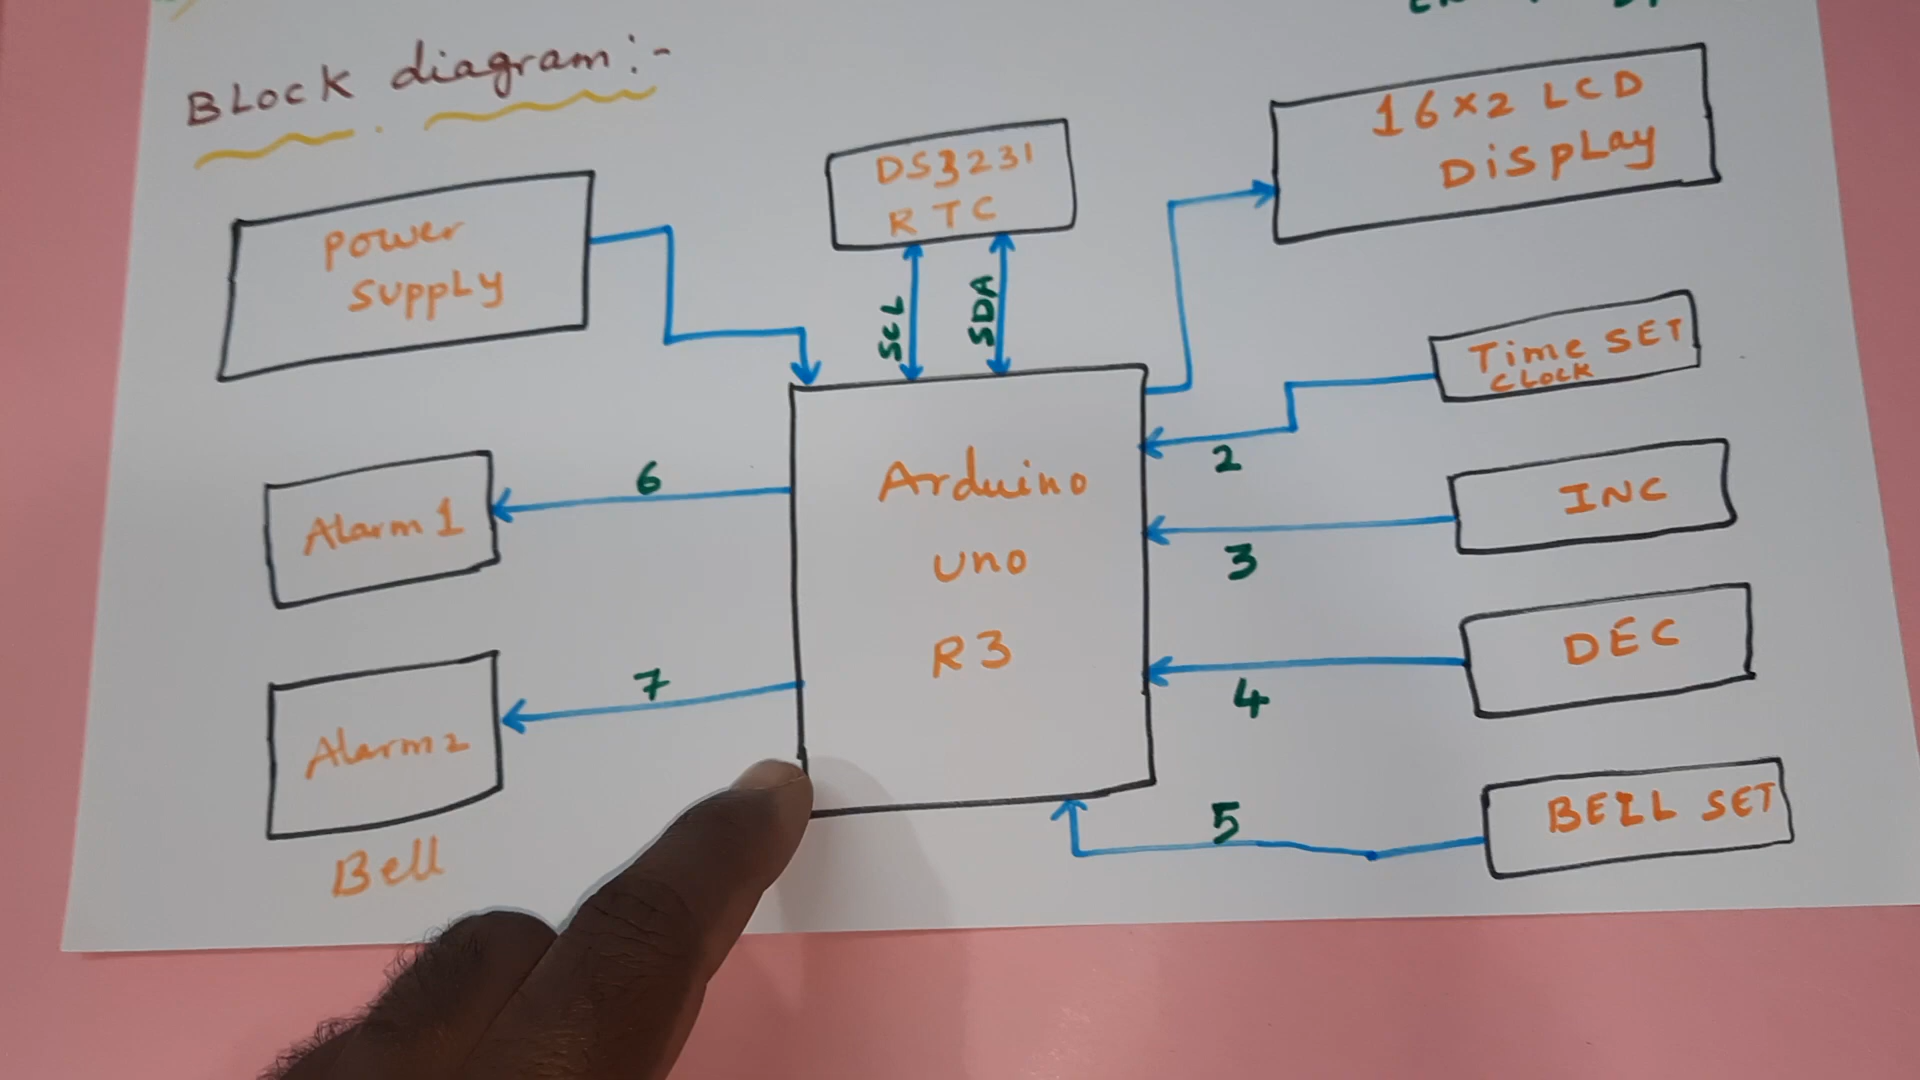 BLOCK diagram:-
Power
Supply
DS3231
RTC
16x2 LCD
Display
SCL
SDA
Time SET
CLOCK
2
Arduino
uno
R3
6
Alarm 1
INC
3
DEC
4
7
Alarm 2
Bell
BELL SET
5